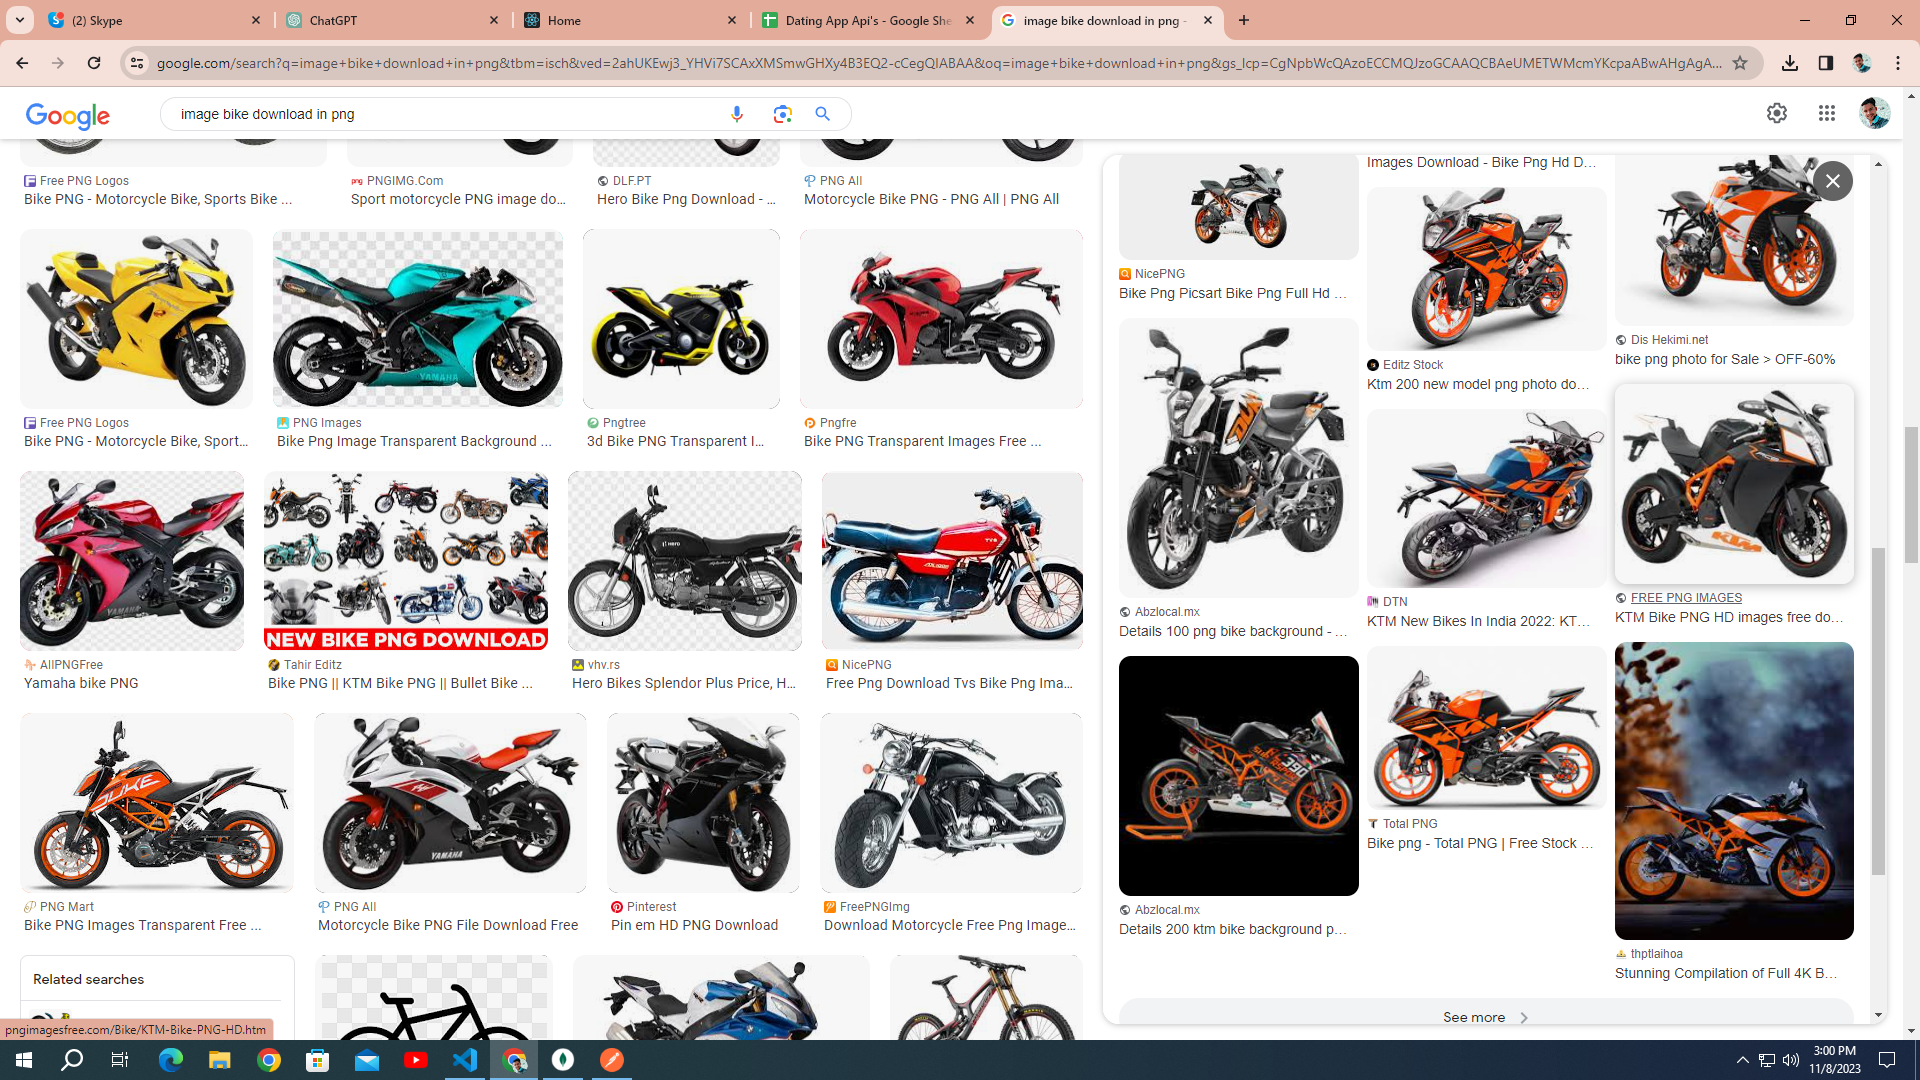 (2) Skype
ChatGPT
Home
Dating App Api's - Google She
image bike download in png -
google.com/search?q=image+bike+download+in+png&tbm=isch&ved=2ahUKEwj3_YHVi7SCAxXMSmwGHXy4B3EQ2-cCegQIABAA&oq=image+bike+download+in+png&gs_lcp=CgNpbWcQAzoECCMQJzoGCAAQCBAeUMETWMcmYKcpaABwAHgAgA...
Google
image bike download in png
Free PNG Logos
Bike PNG - Motorcycle Bike, Sports Bike ...
PNGIMG.Com
Sport motorcycle PNG image do...
DLF.PT
Hero Bike Png Download - ...
PNG All
Motorcycle Bike PNG - PNG All | PNG All
Free PNG Logos
Bike PNG - Motorcycle Bike, Sport...
YAMAHA
PNG Images
Bike Png Image Transparent Background ...
Pngtree
3d Bike PNG Transparent I...
Pngfre
Bike PNG Transparent Images Free ...
YAMAHA
AllPNGFree
Yamaha bike PNG
NEW BIKE PNG DOWNLOAD
Tahir Editz
Bike PNG || KTM Bike PNG || Bullet Bike ...
Hero
vhv.rs
Hero Bikes Splendor Plus Price, H...
TVS
NicePNG
Free Png Download Tvs Bike Png Ima...
DUKE
PNG Mart
Bike PNG Images Transparent Free ...
YAMAHA
PNG All
Motorcycle Bike PNG File Download Free
Pinterest
Pin em HD PNG Download
FreePNGImg
Download Motorcycle Free Png Image...
Related searches
KTM
NicePNG
Bike Png Picsart Bike Png Full Hd ...
Abzlocal.mx
Details 100 png bike background - ...
390
Abzlocal.mx
Details 200 ktm bike background p...
Images Download - Bike Png Hd D...
Editz Stock
Ktm 200 new model png photo do...
DTN
KTM New Bikes In India 2022: KT...
Total PNG
Bike png - Total PNG | Free Stock ...
Dis Hekimi.net
bike png photo for Sale > OFF-60%
KTM
FREE PNG IMAGES
KTM Bike PNG HD images free do...
thptlaihoa
Stunning Compilation of Full 4K B...
See more
pngimagesfree.com/Bike/KTM-Bike-PNG-HD.htm
3:00 PM
11/8/2023